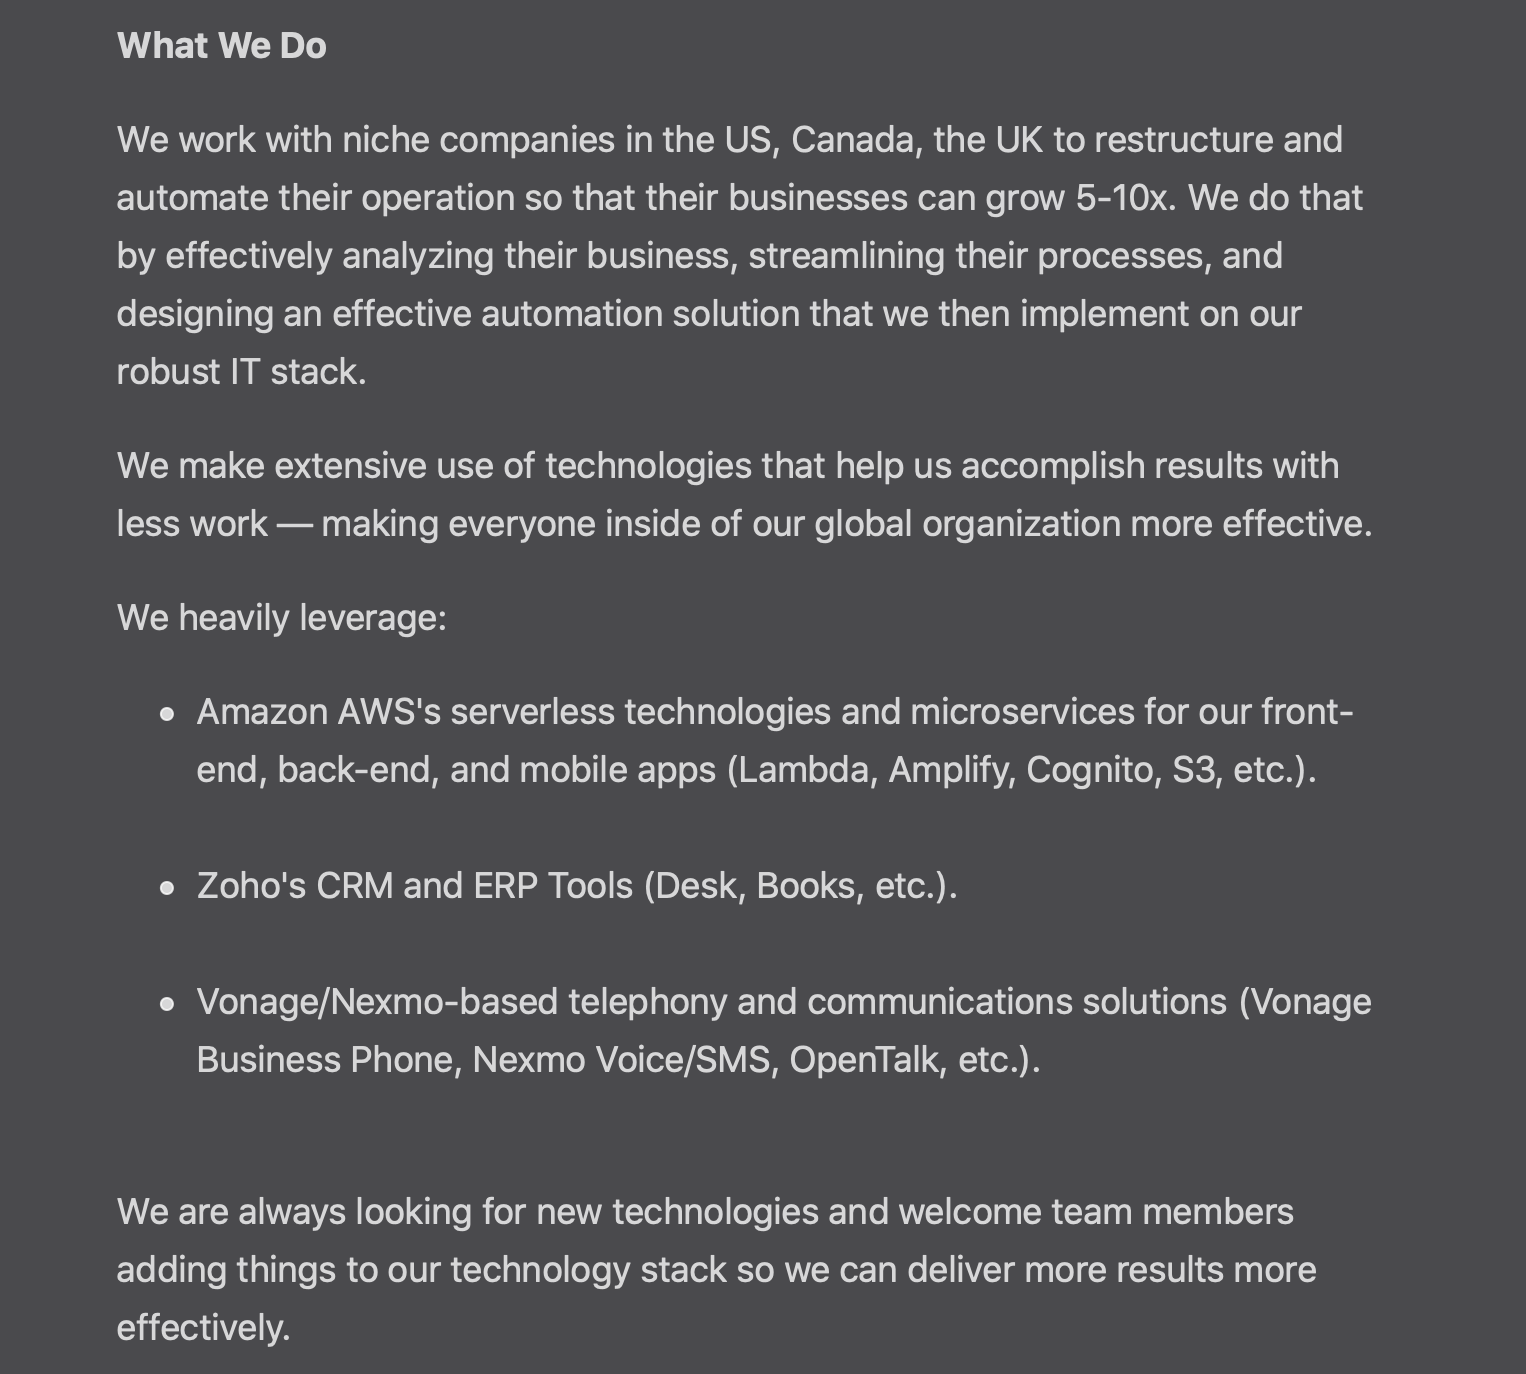 What We Do
We work with niche companies in the US, Canada, the UK to restructure and
automate their operation so that their businesses can grow 5-10x. We do that
by effectively analyzing their business, streamlining their processes, and
designing an effective automation solution that we then implement on our
robust IT stack.
We make extensive use of technologies that help us accomplish results with
less work — making everyone inside of our global organization more effective.
We heavily leverage:
• Amazon AWS's serverless technologies and microservices for our front-
end, back-end, and mobile apps (Lambda, Amplify, Cognito, S3, etc.).
• Zoho's CRM and ERP Tools (Desk, Books, etc.).
• Vonage/Nexmo-based telephony and communications solutions (Vonage
Business Phone, Nexmo Voice/SMS, OpenTalk, etc.).
We are always looking for new technologies and welcome team members
adding things to our technology stack so we can deliver more results more
effectively.